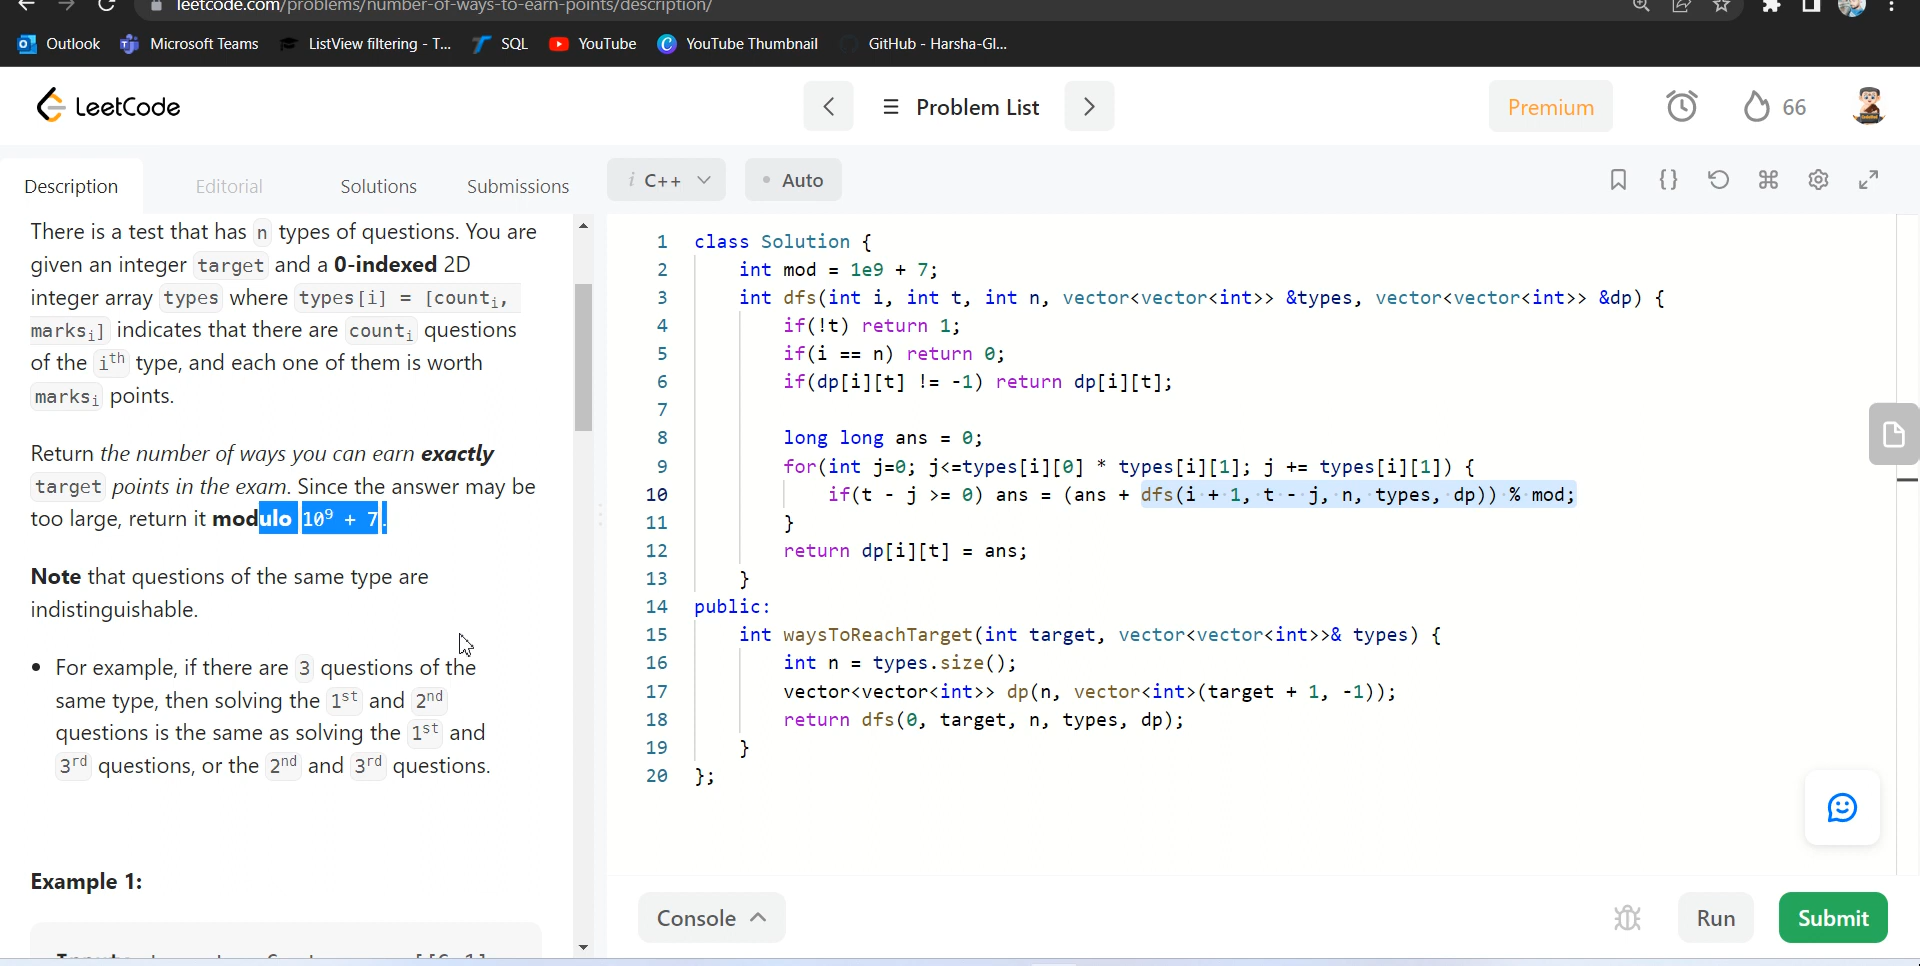 leetcode.com/problems/number-of-ways-to-earn-points/description/
Outlook Microsoft Teams ListView filtering - T... SQL YouTube YouTube Thumbnail GitHub - Harsha-Gl...
LeetCode Problem List Premium 66
Description Editorial Solutions Submissions
i C++ Auto
There is a test that has n types of questions. You are
given an integer target and a 0-indexed 2D
integer array types where types[i] = [countᵢ,
marksᵢ] indicates that there are countᵢ questions
of the iᵗʰ type, and each one of them is worth
marksᵢ points.
Return the number of ways you can earn exactly
target points in the exam. Since the answer may be
too large, return it modulo 10⁹ + 7.
Note that questions of the same type are
indistinguishable.
• For example, if there are 3 questions of the
same type, then solving the 1ˢᵗ and 2ⁿᵈ
questions is the same as solving the 1ˢᵗ and
3ʳᵈ questions, or the 2ⁿᵈ and 3ʳᵈ questions.
Example 1:
1 class Solution {
2 int mod = 1e9 + 7;
3 int dfs(int i, int t, int n, vector<vector<int>> &types, vector<vector<int>> &dp) {
4 if(!t) return 1;
5 if(i == n) return 0;
6 if(dp[i][t] != -1) return dp[i][t];
7
8 long long ans = 0;
9 for(int j=0; j<=types[i][0] * types[i][1]; j += types[i][1]) {
10 if(t - j >= 0) ans = (ans + dfs(i + 1, t - j, n, types, dp)) % mod;
11 }
12 return dp[i][t] = ans;
13 }
14 public:
15 int waysToReachTarget(int target, vector<vector<int>>& types) {
16 int n = types.size();
17 vector<vector<int>> dp(n, vector<int>(target + 1, -1));
18 return dfs(0, target, n, types, dp);
19 }
20 };
Console Run Submit